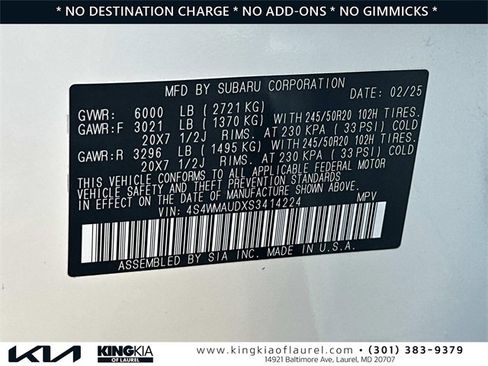 * NO DESTINATION CHARGE * NO ADD-ONS * NO GIMMICKS *
MFD BY SUBARU CORPORATION
DATE: 02/25
GVWR: 6000 LB (2721 KG)
GAWR:F 3021 LB (1370 KG) WITH 245/50R20 102H TIRES.
20X7 1/2J RIMS. AT 230 KPA (33 PSI) COLD
GAWR:R 3296 LB (1495 KG) WITH 245/50R20 102H TIRES.
20X7 1/2J RIMS. AT 230 KPA (33 PSI) COLD
THIS VEHICLE CONFORMS TO ALL APPLICABLE FEDERAL MOTOR
VEHICLE SAFETY AND BUMPER STANDARDS IN EFFECT ON THE
DATE OF MANUFACTURE SHOWN ABOVE.
VIN: 4S4WMAUDXS3414224 MPV
ASSEMBLED BY SIA INC. MADE IN U.S.A.
KIA KING KIA OF LAUREL www.kingkiaoflaurel.com • (301) 383-9379
14921 Baltimore Ave, Laurel, MD 20707